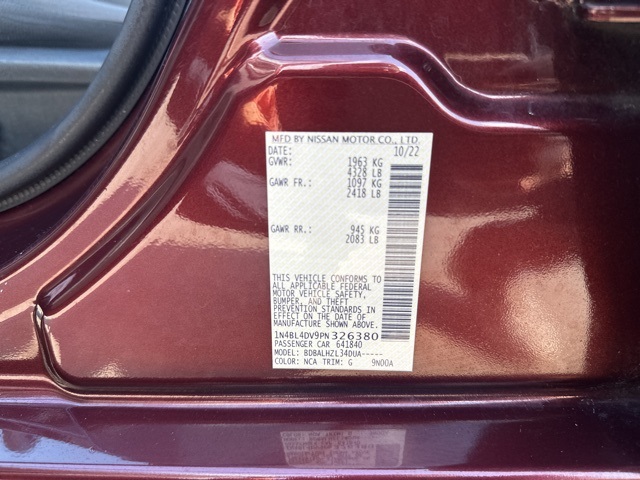 MFD BY NISSAN MOTOR CO., LTD.
DATE: 10/22
GVWR: 1963 KG
4328 LB
GAWR FR.: 1097 KG
2418 LB
GAWR RR.: 945 KG
2083 LB
THIS VEHICLE CONFORMS TO
ALL APPLICABLE FEDERAL
MOTOR VEHICLE SAFETY,
BUMPER, AND THEFT
PREVENTION STANDARDS IN
EFFECT ON THE DATE OF
MANUFACTURE SHOWN ABOVE.
1N4BL4DV9PN326380
PASSENGER CAR 641840
MODEL: BDBALHZL34DUA-----
COLOR: NCA TRIM: G 9N00A